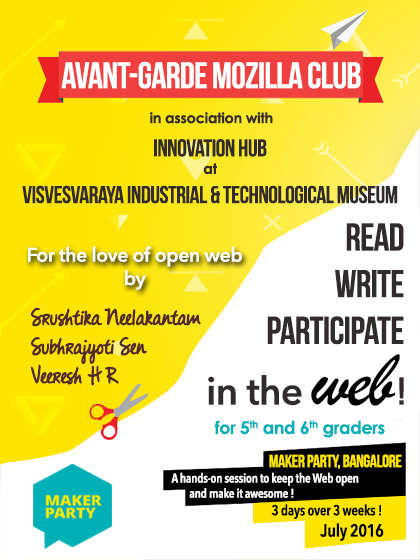 AVANT-GARDE MOZILLA CLUB
in association with
INNOVATION HUB
at
VISVESVARAYA INDUSTRIAL & TECHNOLOGICAL MUSEUM
For the love of open web
by
Srushtika Neelakantam
Subhrajyoti Sen
Veeresh H R
READ
WRITE
PARTICIPATE
in the web!
for 5th and 6th graders
MAKER PARTY, BANGALORE
A hands-on session to keep the Web open
and make it awesome !
3 days over 3 weeks !
July 2016
MAKER
PARTY